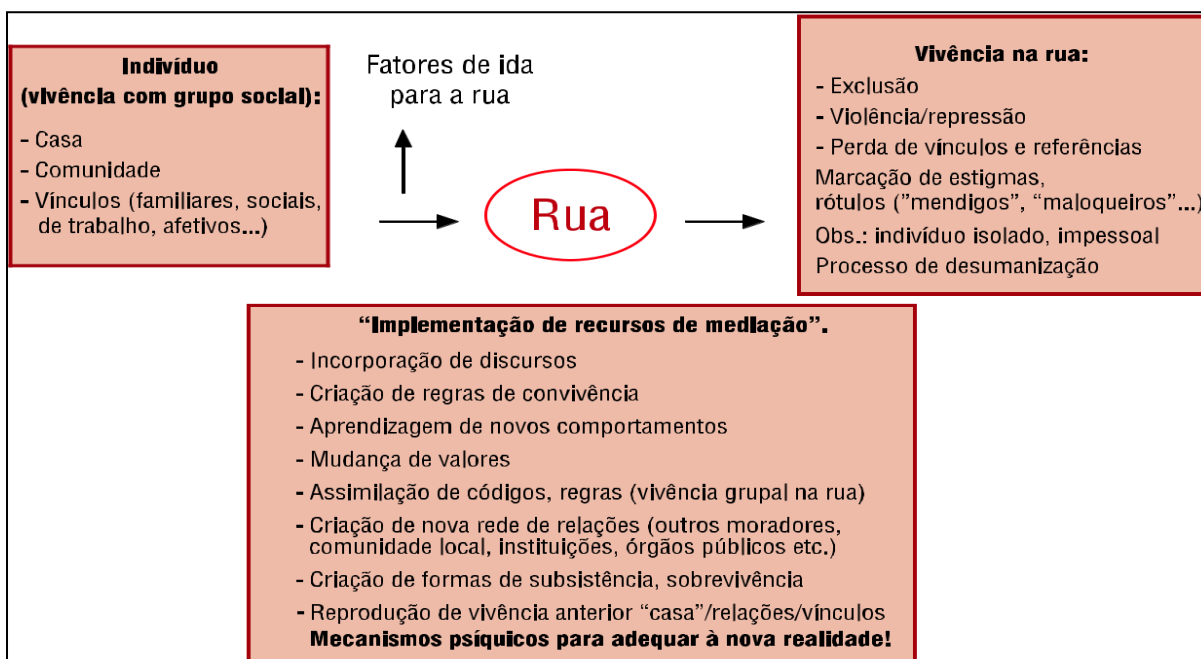 Indivíduo
(vivência com grupo social):
- Casa
- Comunidade
- Vínculos (familiares, sociais,
de trabalho, afetivos...)
Fatores de ida
para a rua
Rua
Vivência na rua:
- Exclusão
- Violência/repressão
- Perda de vínculos e referências
Marcação de estigmas,
rótulos ("mendigos", “maloqueiros”...)
Obs.: indivíduo isolado, impessoal
Processo de desumanização
“Implementação de recursos de mediação”.
- Incorporação de discursos
- Criação de regras de convivência
- Aprendizagem de novos comportamentos
- Mudança de valores
- Assimilação de códigos, regras (vivência grupal na rua)
- Criação de nova rede de relações (outros moradores,
comunidade local, instituições, órgãos públicos etc.)
- Criação de formas de subsistência, sobrevivência
- Reprodução de vivência anterior “casa”/relações/vínculos
Mecanismos psíquicos para adequar à nova realidade!